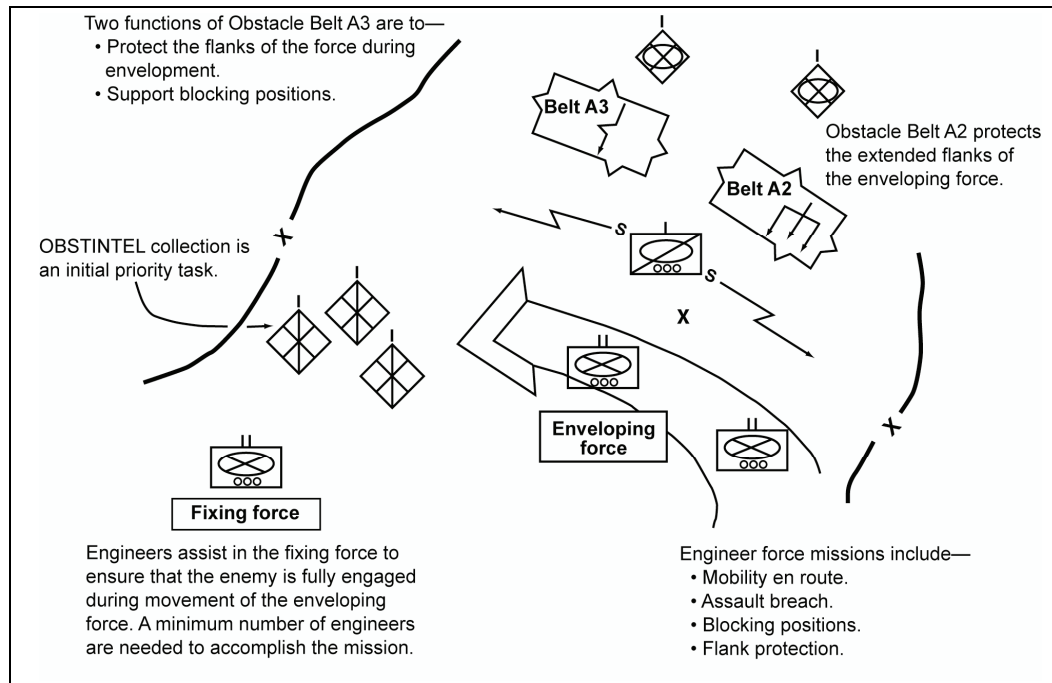 Two functions of Obstacle Belt A3 are to—
• Protect the flanks of the force during
envelopment.
• Support blocking positions.
I
I
Belt A3
Obstacle Belt A2 protects
the extended flanks of
the enveloping force.
Belt A2
S
I
S
X
OBSTINTEL collection is
an initial priority task.
I
I
I
X
II
Enveloping
force
II
X
II
Fixing force
Engineers assist in the fixing force to
ensure that the enemy is fully engaged
during movement of the enveloping
force. A minimum number of engineers
are needed to accomplish the mission.
Engineer force missions include—
• Mobility en route.
• Assault breach.
• Blocking positions.
• Flank protection.